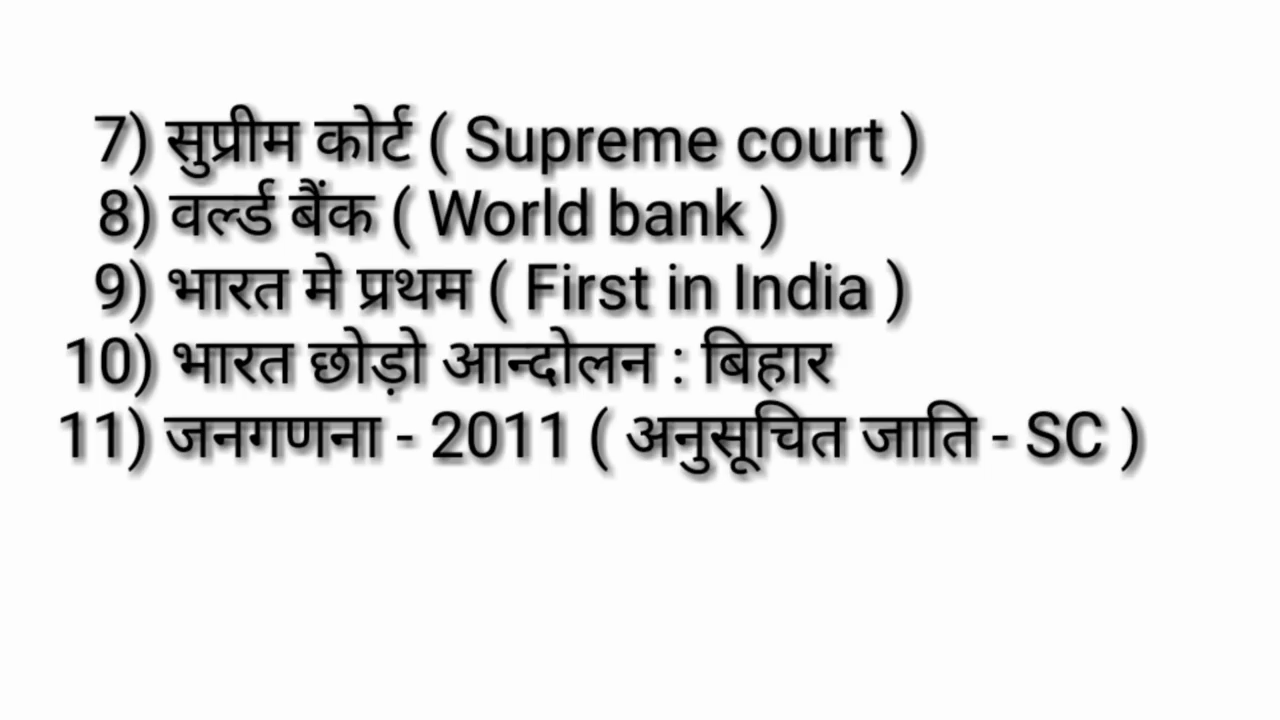 7) सुप्रीम कोर्ट ( Supreme court )
8) वर्ल्ड बैंक ( World bank )
9) भारत मे प्रथम ( First in India )
10) भारत छोड़ो आन्दोलन : बिहार
11) जनगणना - 2011 ( अनुसूचित जाति - SC )